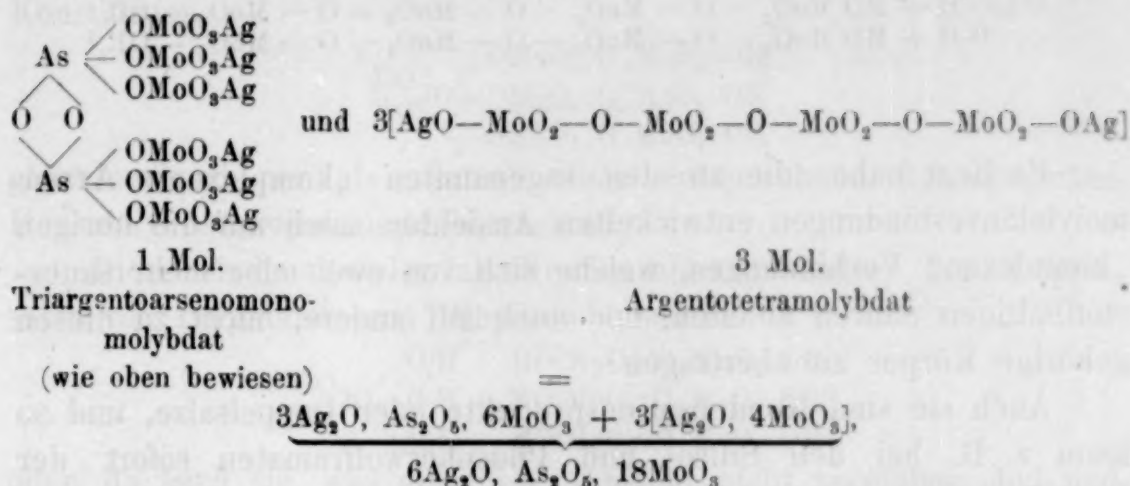 OMoO₃Ag
As — OMoO₃Ag
OMoO₃Ag
O O und 3[AgO—MoO₂—O—MoO₂—O—MoO₂—O—MoO₂—OAg]
OMoO₃Ag
As — OMoO₃Ag
OMoO₃Ag
1 Mol. 3 Mol.
Triargentoarsenomono- Argentotetramolybdat
molybdat
(wie oben bewiesen) =
3Ag₂O, As₂O₅, 6MoO₃ + 3[Ag₂O, 4MoO₃],
6Ag₂O, As₂O₅, 18MoO₃